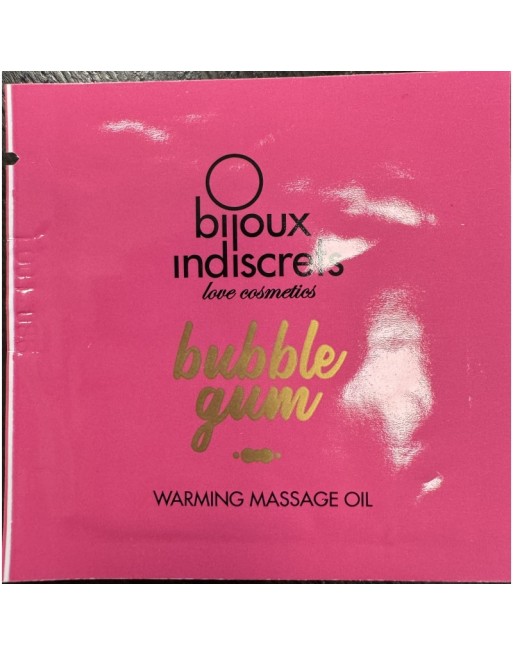 bijoux
indiscrets
love cosmetics
bubble
gum
WARMING MASSAGE OIL